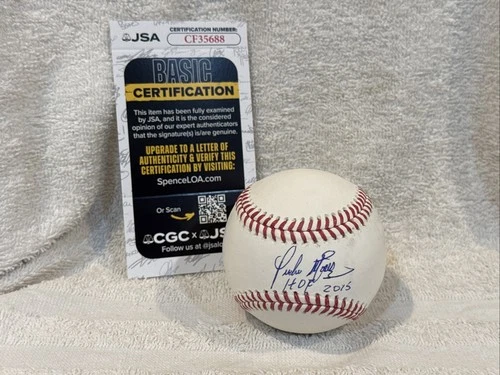 JSA
CERTIFICATION NUMBER:
CF35688
BASIC
CERTIFICATION
This item has been fully examined
by JSA, and it is the considered
opinion of our expert authenticators
that the signature(s) is/are genuine.
UPGRADE TO A LETTER OF
AUTHENTICITY & VERIFY THIS
CERTIFICATION BY VISITING:
SpenceLOA.com
Or Scan
CGC x JS
Follow us at @jsalo
HOF 2015